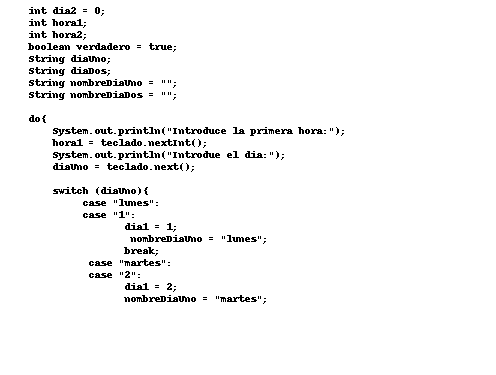 int dia2 = 0;
int hora1;
int hora2;
boolean verdadero = true;
String diaUno;
String diaDos;
String nombreDiaUno = "";
String nombreDiaDos = "";
do{
System.out.println("Introduce la primera hora:");
hora1 = teclado.nextInt();
System.out.println("Introdue el dia:");
diaUno = teclado.next();
switch (diaUno){
case "lunes":
case "1":
dia1 = 1;
nombreDiaUno = "lunes";
break;
case "martes":
case "2":
dia1 = 2;
nombreDiaUno = "martes";